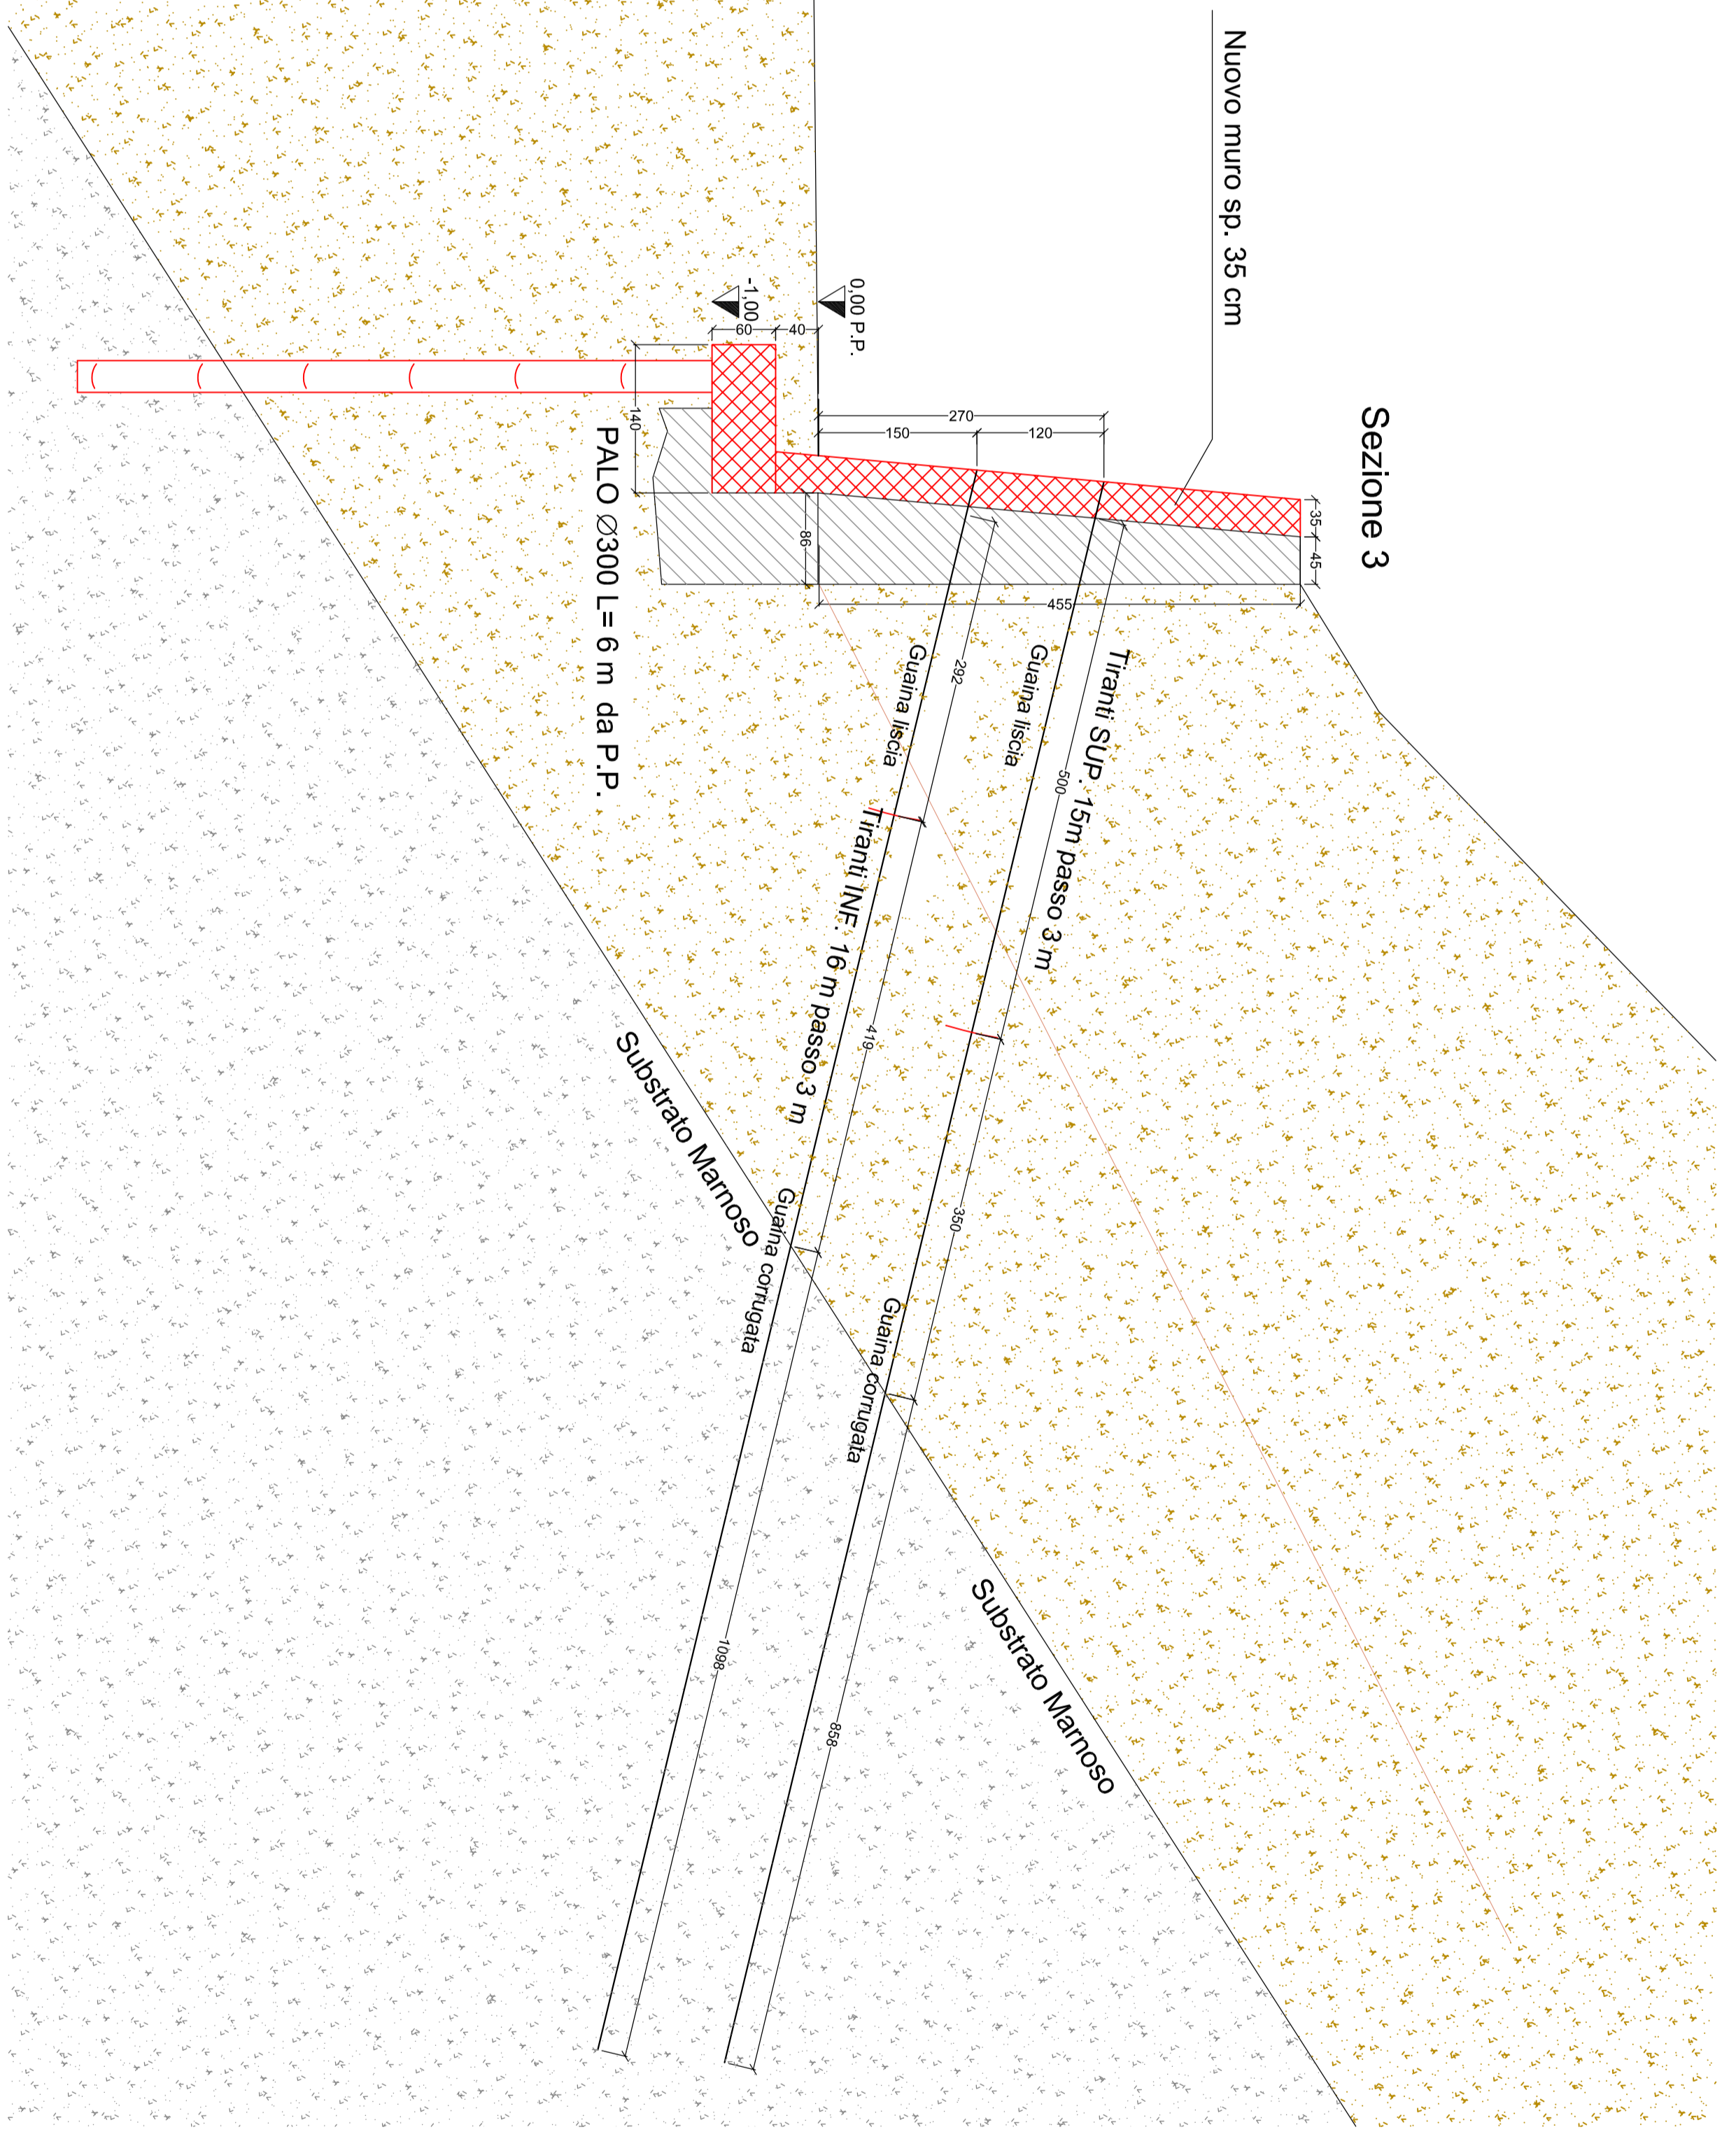 Sezione 3
Nuovo muro sp. 35 cm
35
45
455
270
150
120
0,00 P.P.
-1,00
60
40
140
86
PALO Ø300 L= 6 m da P.P.
Tiranti SUP. 15m passo 3 m
500
Guaina liscia
292
Guaina liscia
Tiranti INF. 16 m passo 3 m
419
350
Guaina corrugata
Guaina corrugata
Substrato Marnoso
Substrato Marnoso
1098
858